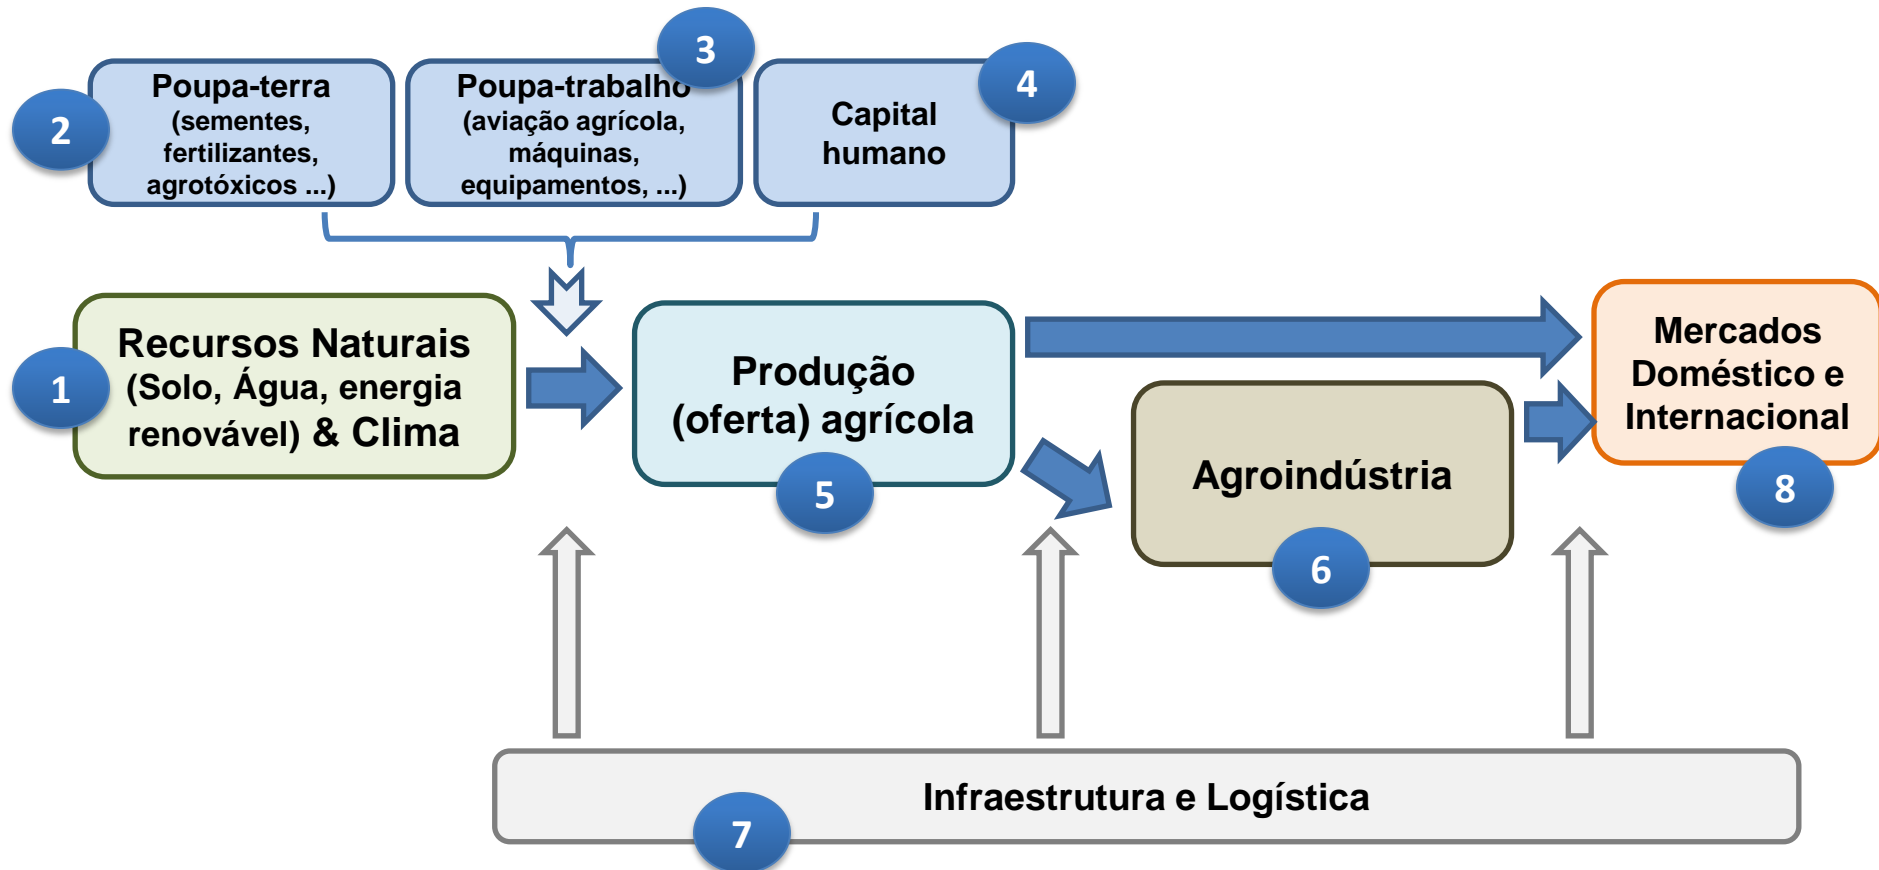 3
4
2
Poupa-terra
(sementes,
fertilizantes,
agrotóxicos ...)
Poupa-trabalho
(aviação agrícola,
máquinas,
equipamentos, ...)
Capital
humano
1
Recursos Naturais
(Solo, Água, energia
renovável) & Clima
Produção
(oferta) agrícola
5
Agroindústria
6
Mercados
Doméstico e
Internacional
8
Infraestrutura e Logística
7